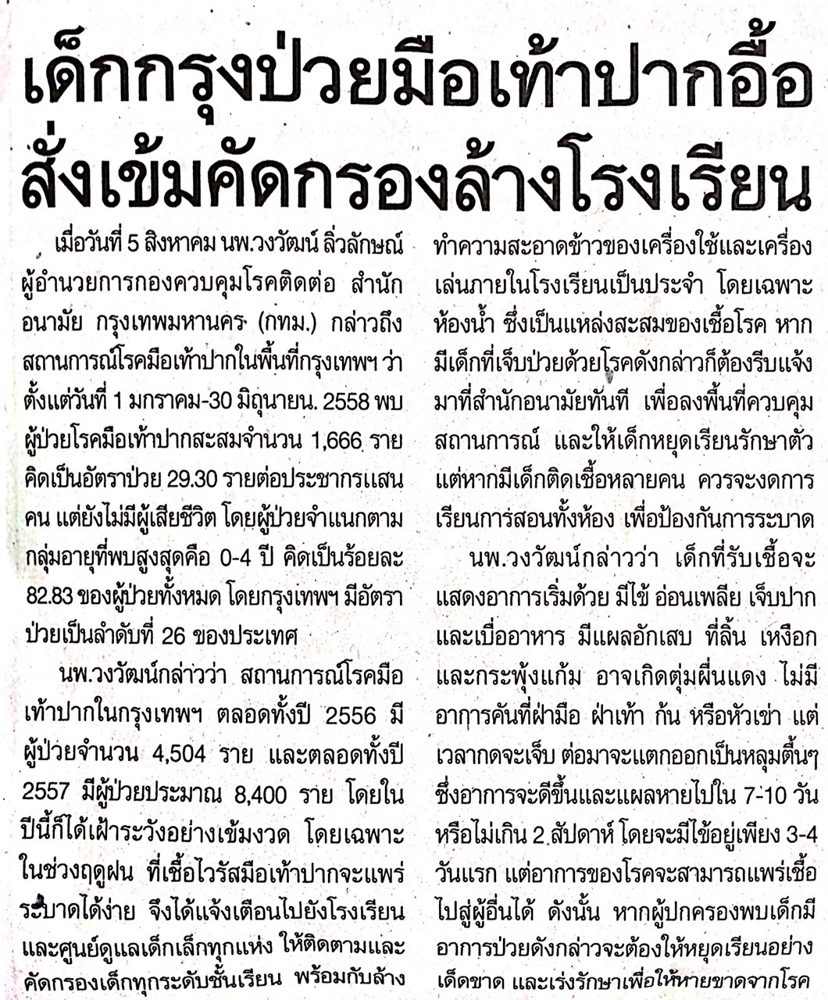 เด็กกรุงป่วยมือเท้าปากอื้อ
สั่งเข้มคัดกรองล้างโรงเรียน
เมื่อวันที่ 5 สิงหาคม นพ.วงวัฒน์ ลิ่วลักษณ์
ผู้อำนวยการกองควบคุมโรคติดต่อ สำนัก
อนามัย กรุงเทพมหานคร (กทม.) กล่าวถึง
สถานการณ์โรคมือเท้าปากในพื้นที่กรุงเทพฯ ว่า
ตั้งแต่วันที่ 1 มกราคม-30 มิถุนายน. 2558 พบ
ผู้ป่วยโรคมือเท้าปากสะสมจำนวน 1,666 ราย
คิดเป็นอัตราป่วย 29.30 รายต่อประชากรแสน
คน แต่ยังไม่มีผู้เสียชีวิต โดยผู้ป่วยจำแนกตาม
กลุ่มอายุที่พบสูงสุดคือ 0-4 ปี คิดเป็นร้อยละ
82.83 ของผู้ป่วยทั้งหมด โดยกรุงเทพฯ มีอัตรา
ป่วยเป็นลำดับที่ 26 ของประเทศ
นพ.วงวัฒน์กล่าวว่า สถานการณ์โรคมือ
เท้าปากในกรุงเทพฯ ตลอดทั้งปี 2556 มี
ผู้ป่วยจำนวน 4,504 ราย และตลอดทั้งปี
2557 มีผู้ป่วยประมาณ 8,400 ราย โดยใน
ปีนี้ก็ได้เฝ้าระวังอย่างเข้มงวด โดยเฉพาะ
ในช่วงฤดูฝน ที่เชื้อไวรัสมือเท้าปากจะแพร่
ระบาดได้ง่าย จึงได้แจ้งเตือนไปยังโรงเรียน
และศูนย์ดูแลเด็กเล็กทุกแห่ง ให้ติดตามและ
คัดกรองเด็กทุกระดับชั้นเรียน พร้อมกับล้าง
ทำความสะอาดข้าวของเครื่องใช้และเครื่อง
เล่นภายในโรงเรียนเป็นประจำ โดยเฉพาะ
ห้องน้ำ ซึ่งเป็นแหล่งสะสมของเชื้อโรค หาก
มีเด็กที่เจ็บป่วยด้วยโรคดังกล่าวก็ต้องรีบแจ้ง
มาที่สำนักอนามัยทันที เพื่อลงพื้นที่ควบคุม
สถานการณ์ และให้เด็กหยุดเรียนรักษาตัว
แต่หากมีเด็กติดเชื้อหลายคน ควรจะงดการ
เรียนการสอนทั้งห้อง เพื่อป้องกันการระบาด
นพ.วงวัฒน์กล่าวว่า เด็กที่รับเชื้อจะ
แสดงอาการเริ่มด้วย มีไข้ อ่อนเพลีย เจ็บปาก
และเบื่ออาหาร มีแผลอักเสบ ที่ลิ้น เหงือก
และกระพุ้งแก้ม อาจเกิดตุ่มผื่นแดง ไม่มี
อาการคันที่ฝ่ามือ ฝ่าเท้า ก้น หรือหัวเข่า แต่
เวลากดจะเจ็บ ต่อมาจะแตกออกเป็นหลุมตื้นๆ
ซึ่งอาการจะดีขึ้นและแผลหายไปใน 7-10 วัน
หรือไม่เกิน 2 สัปดาห์ โดยจะมีไข้อยู่เพียง 3-4
วันแรก แต่อาการของโรคจะสามารถแพร่เชื้อ
ไปสู่ผู้อื่นได้ ดังนั้น หากผู้ปกครองพบเด็กมี
อาการป่วยดังกล่าวจะต้องให้หยุดเรียนอย่าง
เด็ดขาด และเร่งรักษาเพื่อให้หายขาดจากโรค